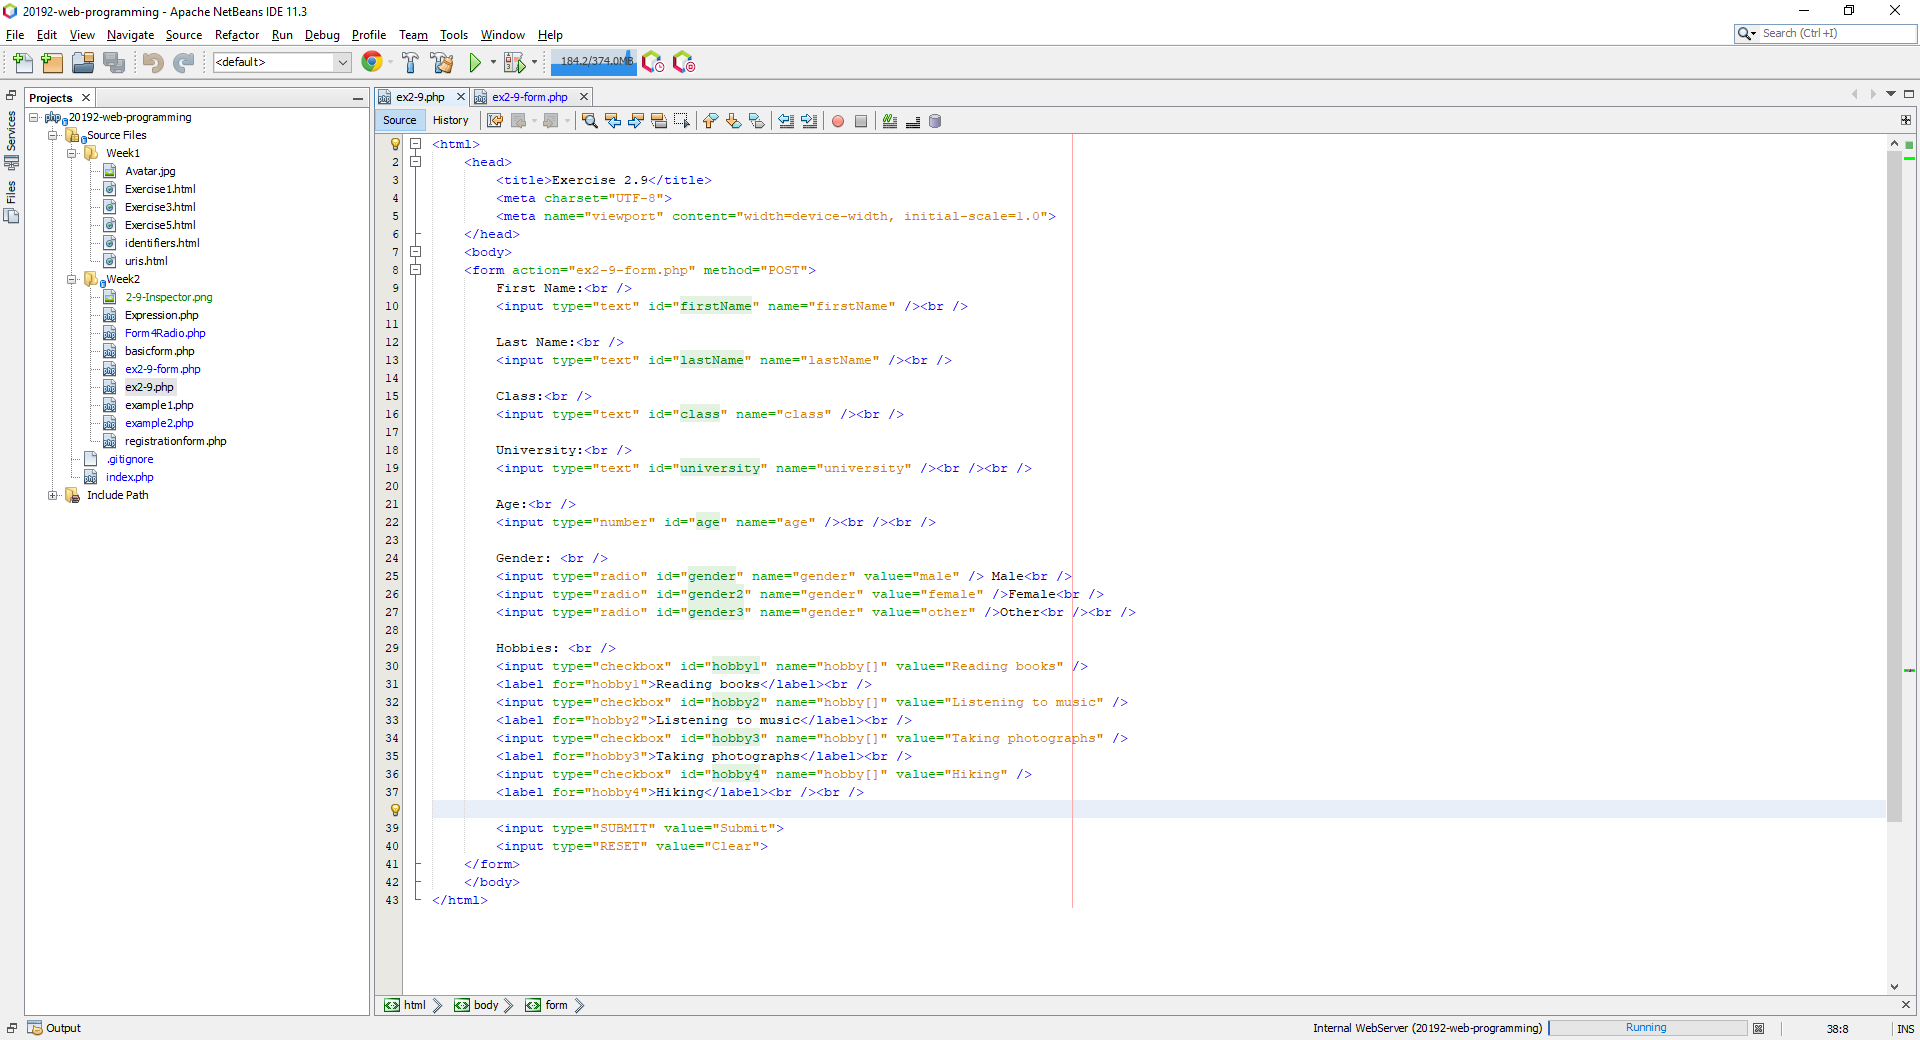 20192-web-programming - Apache NetBeans IDE 11.3
File Edit View Navigate Source Refactor Run Debug Profile Team Tools Window Help
Search (Ctrl+I)
<default>
184.2/374.0MB
Services
Files
Projects
20192-web-programming
Source Files
Week1
Avatar.jpg
Exercise1.html
Exercise3.html
Exercise5.html
identifiers.html
uris.html
Week2
2-9-Inspector.png
Expression.php
Form4Radio.php
basicform.php
ex2-9-form.php
ex2-9.php
example1.php
example2.php
registrationform.php
.gitignore
index.php
Include Path
ex2-9.php ex2-9-form.php
Source History
<html>
2 <head>
3 <title>Exercise 2.9</title>
4 <meta charset="UTF-8">
5 <meta name="viewport" content="width=device-width, initial-scale=1.0">
6 </head>
7 <body>
8 <form action="ex2-9-form.php" method="POST">
9 First Name:<br />
10 <input type="text" id="firstName" name="firstName" /><br />
11
12 Last Name:<br />
13 <input type="text" id="lastName" name="lastName" /><br />
14
15 Class:<br />
16 <input type="text" id="class" name="class" /><br />
17
18 University:<br />
19 <input type="text" id="university" name="university" /><br /><br />
20
21 Age:<br />
22 <input type="number" id="age" name="age" /><br /><br />
23
24 Gender: <br />
25 <input type="radio" id="gender" name="gender" value="male" /> Male<br />
26 <input type="radio" id="gender2" name="gender" value="female" />Female<br />
27 <input type="radio" id="gender3" name="gender" value="other" />Other<br /><br />
28
29 Hobbies: <br />
30 <input type="checkbox" id="hobby1" name="hobby[]" value="Reading books" />
31 <label for="hobby1">Reading books</label><br />
32 <input type="checkbox" id="hobby2" name="hobby[]" value="Listening to music" />
33 <label for="hobby2">Listening to music</label><br />
34 <input type="checkbox" id="hobby3" name="hobby[]" value="Taking photographs" />
35 <label for="hobby3">Taking photographs</label><br />
36 <input type="checkbox" id="hobby4" name="hobby[]" value="Hiking" />
37 <label for="hobby4">Hiking</label><br /><br />
39 <input type="SUBMIT" value="Submit">
40 <input type="RESET" value="Clear">
41 </form>
42 </body>
43 </html>
html body form
Output
Internal WebServer (20192-web-programming) Running 38:8 INS